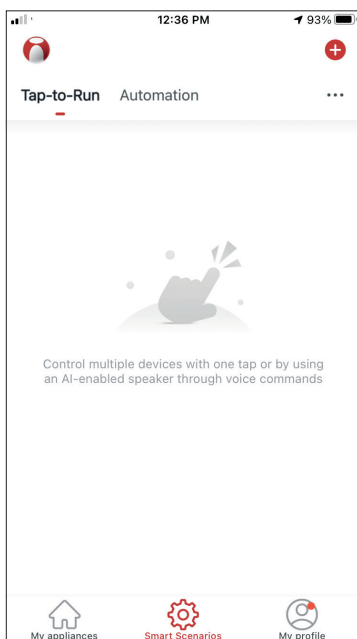 12:36 PM
93%
Tap-to-Run Automation
Control multiple devices with one tap or by using
an AI-enabled speaker through voice commands
My appliances Smart Scenarios My profile